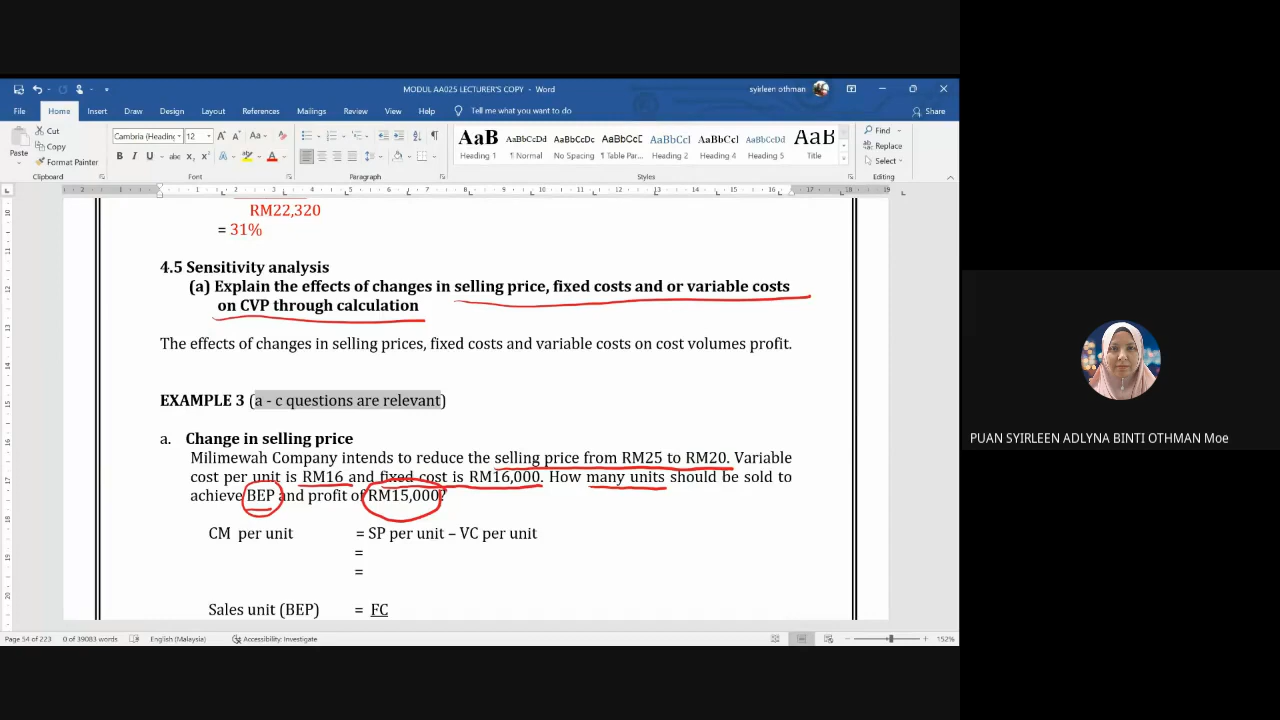 MODUL AA025 LECTURER'S COPY - Word
syirleen othman
File Home Insert Draw Design Layout References Mailings Review View Help Tell me what you want to do Share
Paste
Cut
Copy
Format Painter
Cambria (Heading 12
AaB AaBbCcDd AaBbCcDc AaBbCcD AaBbCcI AaBbCcI AaBbCcDd AaB
Heading 1 ¶ Normal No Spacing ¶ Table Par... Heading 2 Heading 4 Heading 5 Title
Find
Replace
Select
Clipboard Font Paragraph Styles Editing
RM22,320
= 31%
4.5 Sensitivity analysis
(a) Explain the effects of changes in selling price, fixed costs and or variable costs
on CVP through calculation
The effects of changes in selling prices, fixed costs and variable costs on cost volumes profit.
EXAMPLE 3 (a - c questions are relevant)
a. Change in selling price
Milimewah Company intends to reduce the selling price from RM25 to RM20. Variable
cost per unit is RM16 and fixed cost is RM16,000. How many units should be sold to
achieve BEP and profit of RM15,000?
CM per unit = SP per unit – VC per unit
=
=
Sales unit (BEP) = FC
Page 54 of 223 0 of 39083 words English (Malaysia) Accessibility: Investigate 152%
PUAN SYIRLEEN ADLYNA BINTI OTHMAN Moe